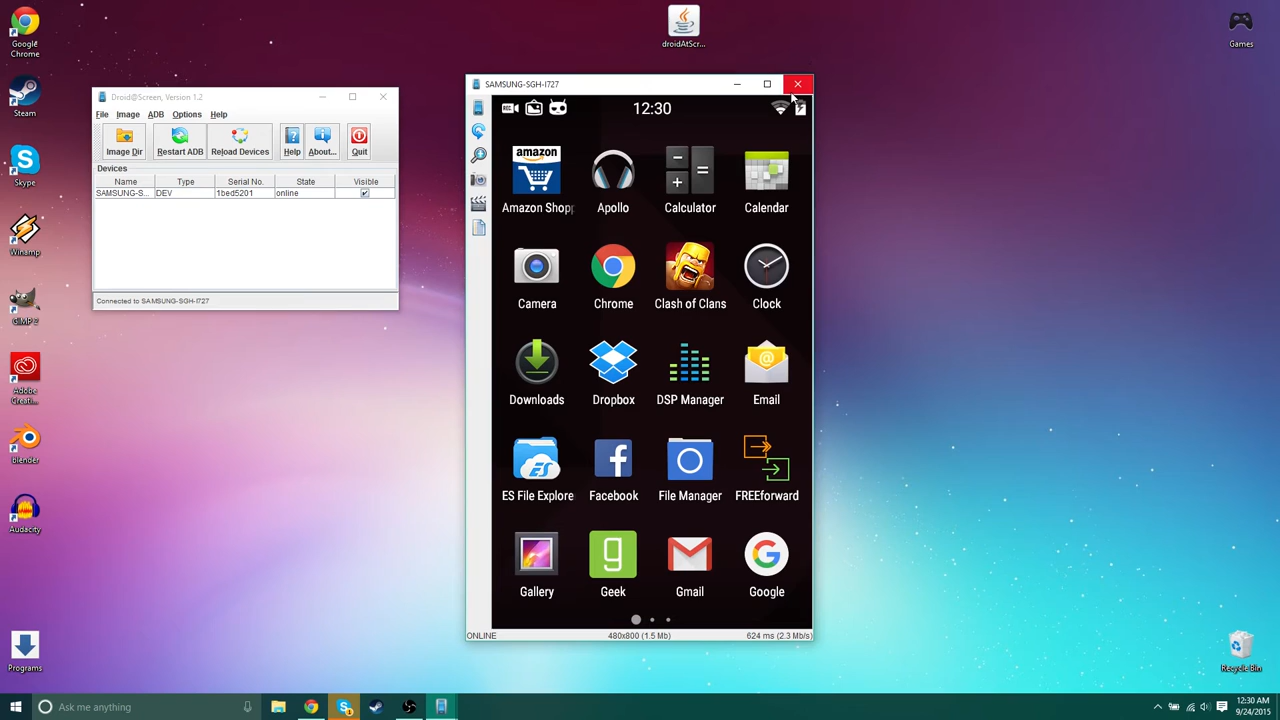 Google
Chrome
Steam
Skype
Winamp
GIMP 2
Adobe
Creati...
Blender
Audacity
Programs
droidAtScr...
Games
Recycle Bin
Droid@Screen, Version 1.2
File Image ADB Options Help
Image Dir Restart ADB Reload Devices Help About... Quit
Devices
Name Type Serial No. State Visible
SAMSUNG-S... DEV 1bed5201 online
Connected to SAMSUNG-SGH-I727
SAMSUNG-SGH-I727
REC 12:30
amazon
Amazon Shopp Apollo Calculator Calendar
Camera Chrome Clash of Clans Clock
Downloads Dropbox DSP Manager Email
ES File Explore Facebook File Manager FREEforward
Gallery Geek Gmail Google
ONLINE 480x800 (1.5 Mb) 624 ms (2.3 Mb/s)
Ask me anything
12:30 AM
9/24/2015